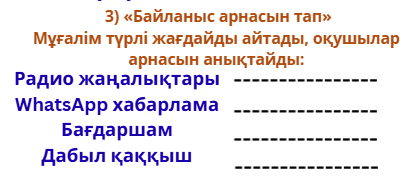 3) «Байланыс арнасын тап»
Мұғалім түрлі жағдайды айтады, оқушылар
арнасын анықтайды:
Радио жаңалықтары ----------------
WhatsApp хабарлама ----------------
Бағдаршам ----------------
Дабыл қаққыш ----------------